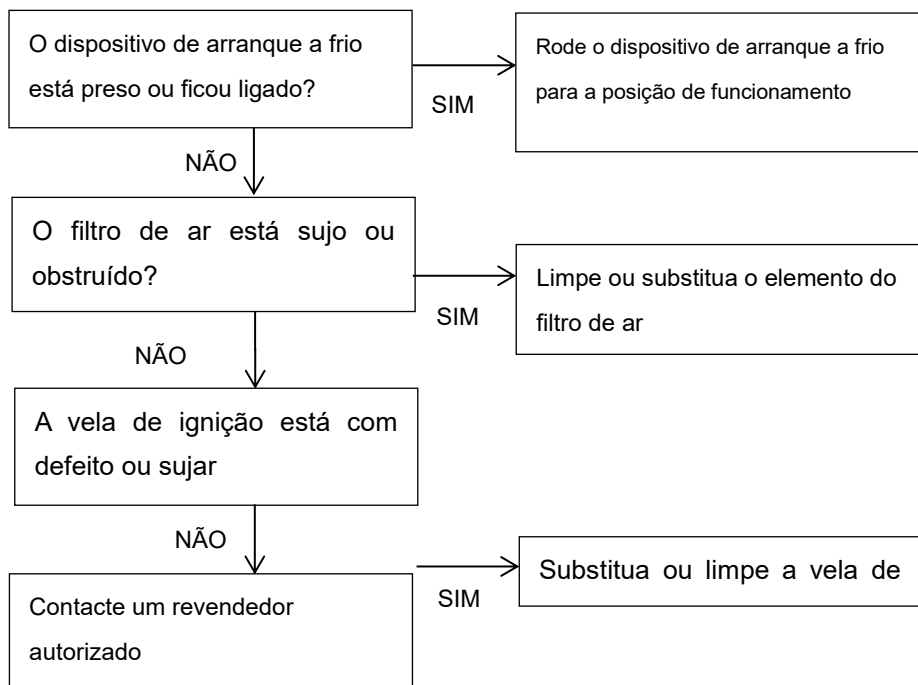 O dispositivo de arranque a frio
está preso ou ficou ligado?
SIM
Rode o dispositivo de arranque a frio
para a posição de funcionamento
NÃO
O filtro de ar está sujo ou
obstruído?
SIM
Limpe ou substitua o elemento do
filtro de ar
NÃO
A vela de ignição está com
defeito ou sujar
NÃO
SIM
Substitua ou limpe a vela de
Contacte um revendedor
autorizado